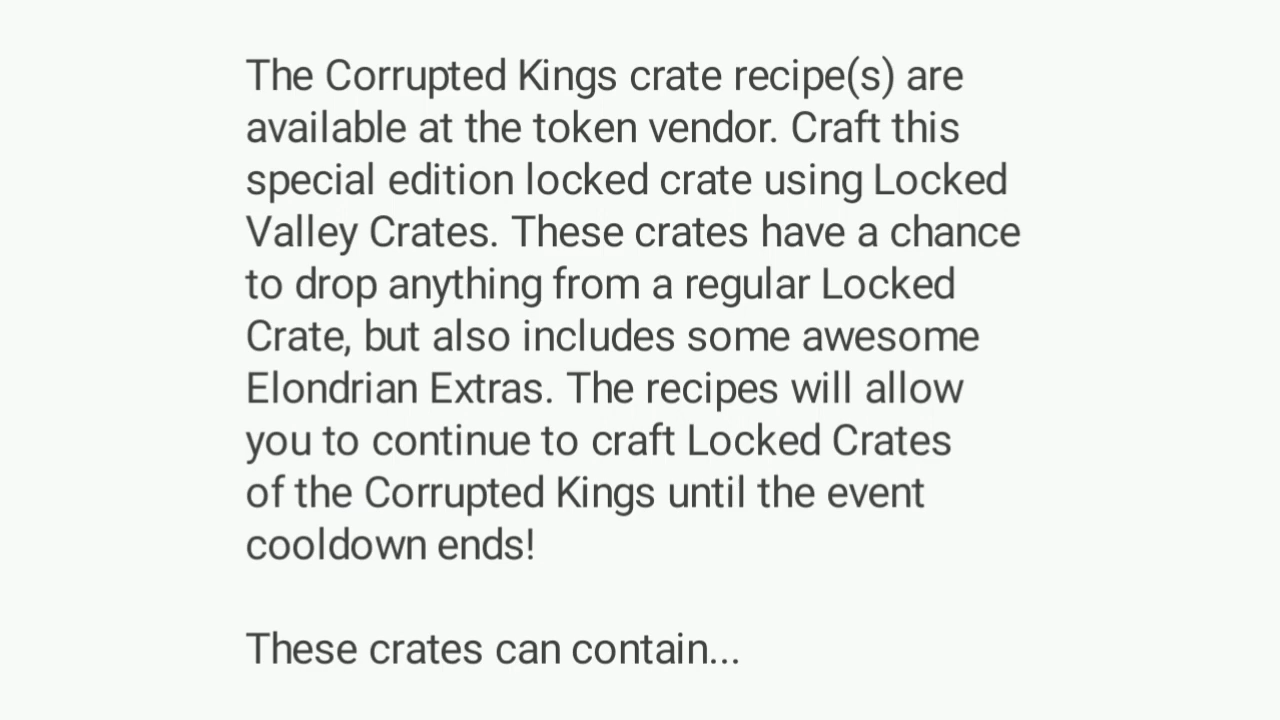 The Corrupted Kings crate recipe(s) are
available at the token vendor. Craft this
special edition locked crate using Locked
Valley Crates. These crates have a chance
to drop anything from a regular Locked
Crate, but also includes some awesome
Elondrian Extras. The recipes will allow
you to continue to craft Locked Crates
of the Corrupted Kings until the event
cooldown ends!
These crates can contain...